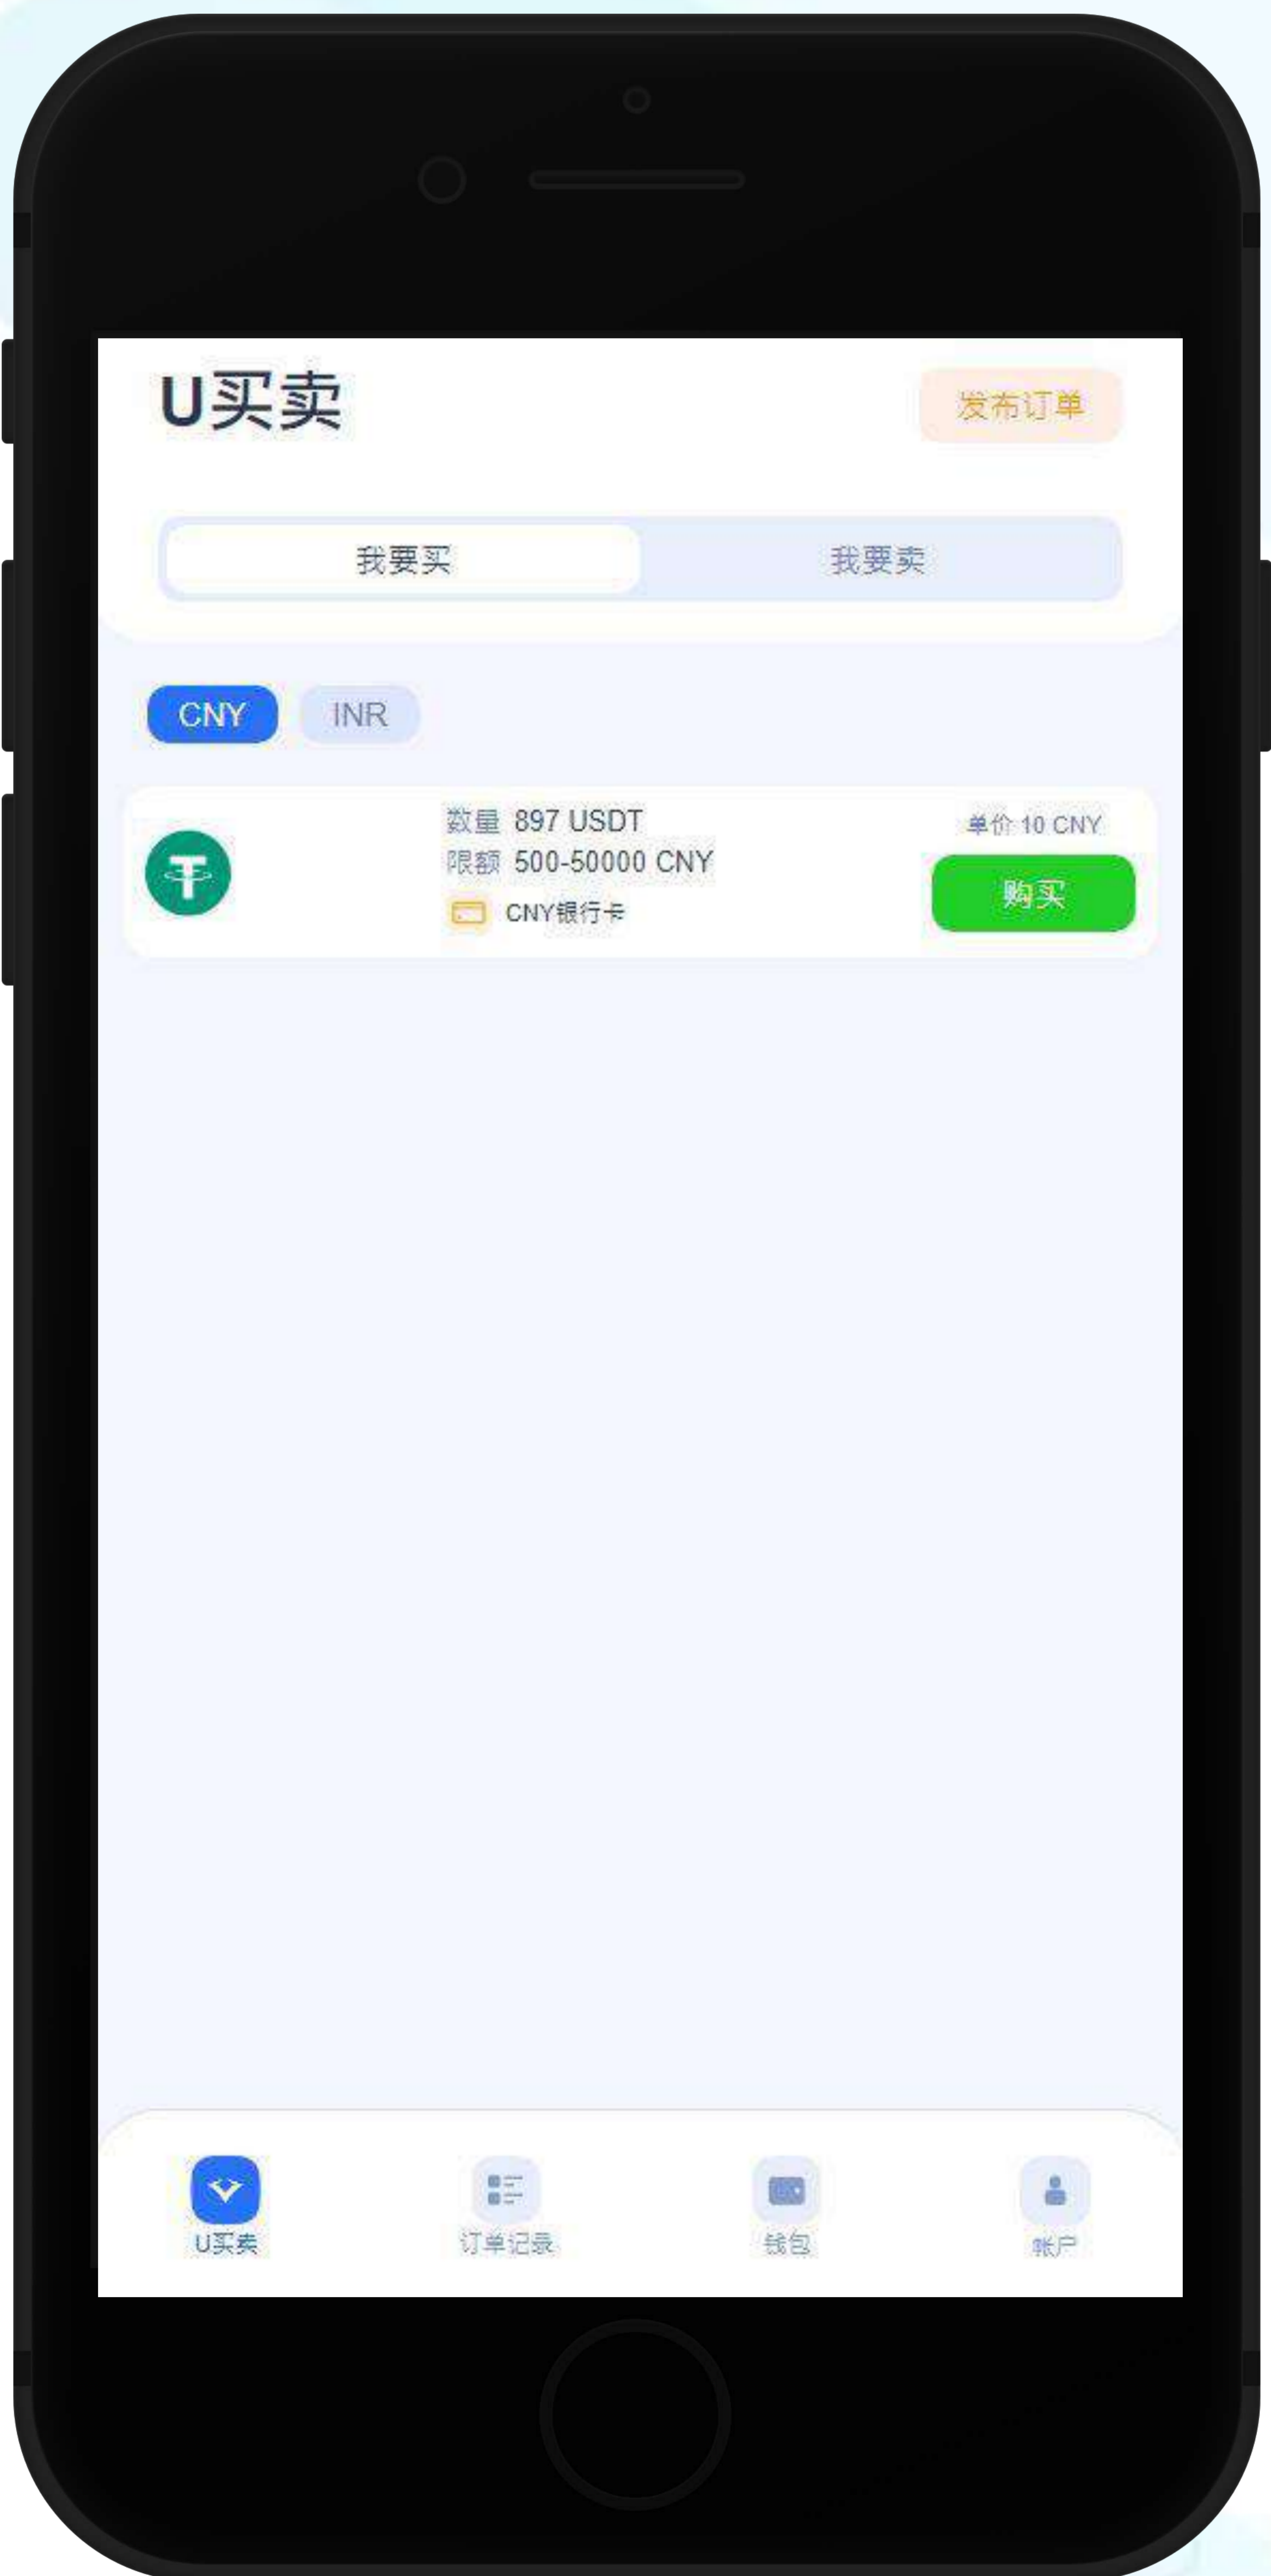 U买卖
发布订单
我要买
我要卖
CNY
INR
数量 897 USDT
限额 500-50000 CNY
CNY银行卡
单价 10 CNY
购买
U买卖
订单记录
钱包
帐户